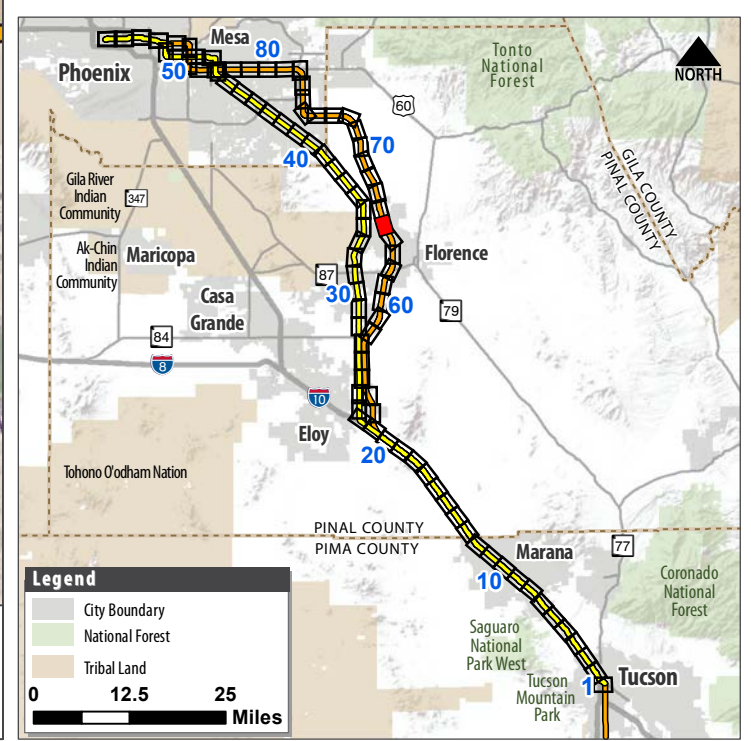 Mesa
80
Tonto
National
Forest
NORTH
Phoenix
50
60
70
40
GILA COUNTY
PINAL COUNTY
Gila River
Indian
Community
347
Ak-Chin
Indian
Community
Maricopa
Florence
87
30
60
Casa
Grande
79
84
8
10
Eloy
20
Tohono O'odham Nation
PINAL COUNTY
PIMA COUNTY
Marana
77
10
Coronado
National
Forest
Saguaro
National
Park West
Tucson
Mountain
Park
1
Tucson
Legend
City Boundary
National Forest
Tribal Land
0 12.5 25
Miles